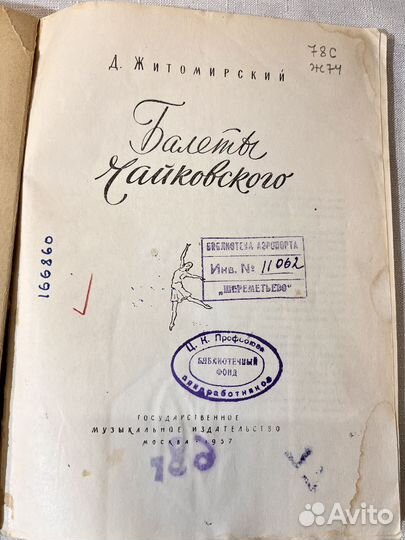 78С
Ж74
Д. ЖИТОМИРСКИЙ
Балеты
Чайковского
БИБЛИОТЕКА АЭРОПОРТА
Инв. № 11062
„ШЕРЕМЕТЬЕВО"
166860
Ц. К. Профсоюза
БИБЛИОТЕЧНЫЙ
ФОНД
авиаработников
ГОСУДАРСТВЕННОЕ
МУЗЫКАЛЬНОЕ ИЗДАТЕЛЬСТВО
МОСКВА · 1957
Avito